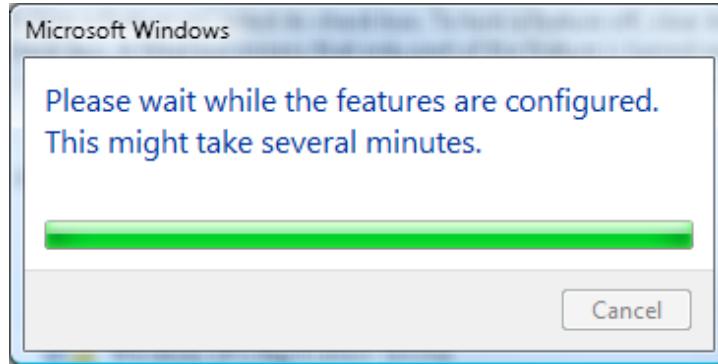 Microsoft Windows
Please wait while the features are configured.
This might take several minutes.
Cancel